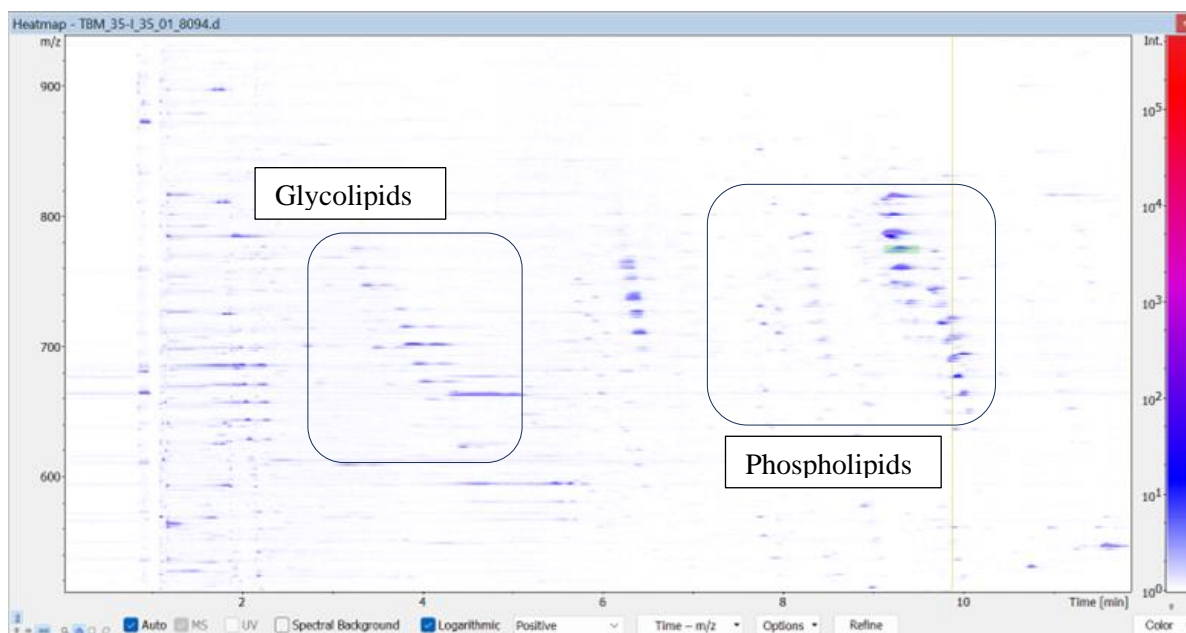 Heatmap - TBM_35-I_35_01_8094.d
m/z
Int.
900
10⁵
Glycolipids
800
10⁴
10³
700
10²
Phospholipids
600
10¹
2
4
6
8
10
Time [min]
10⁰
Auto
MS
UV
Spectral Background
Logarithmic
Positive
Time – m/z
Options
Refine
Color